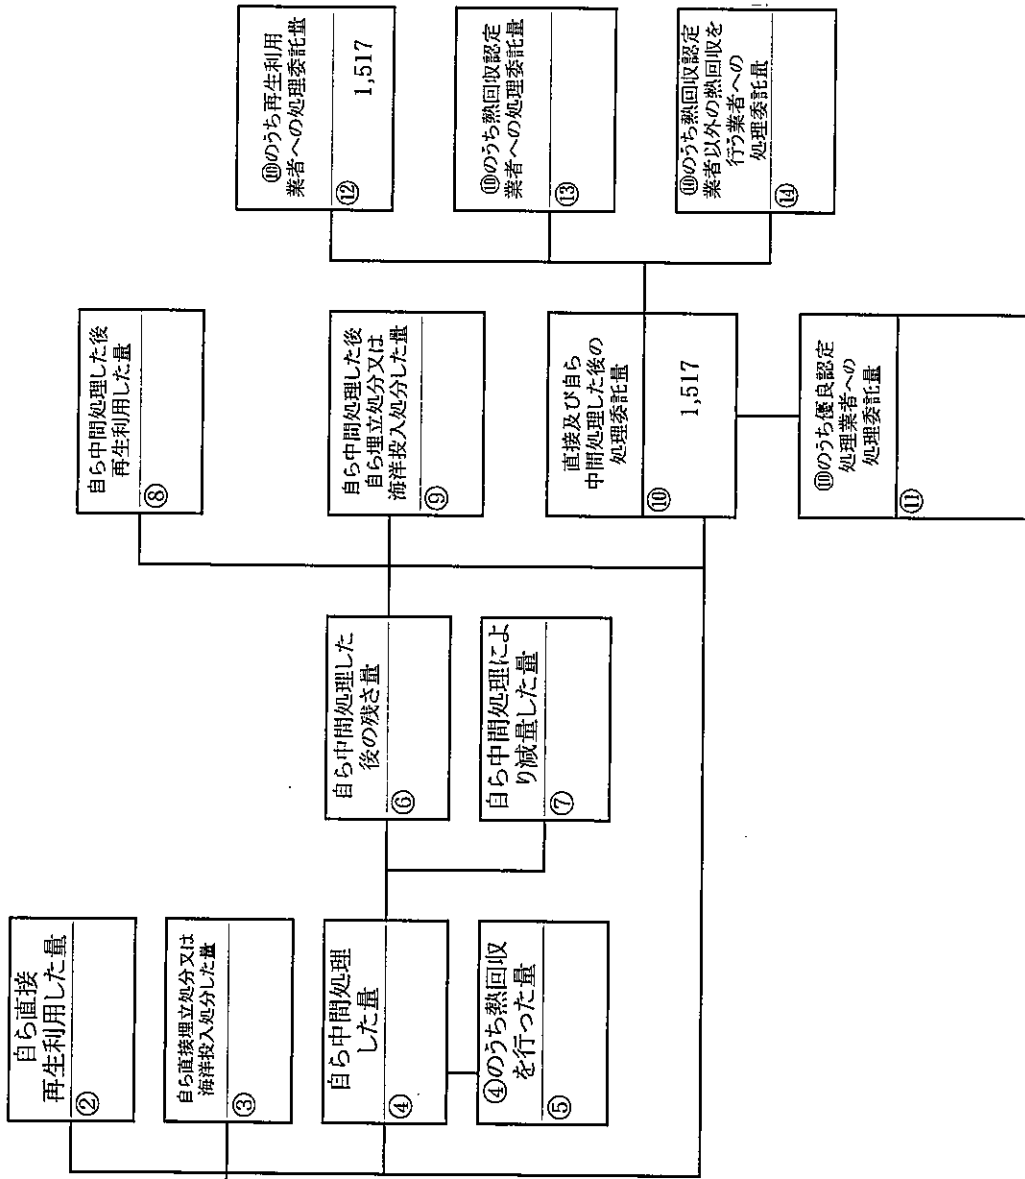 自ら直接
再生利用した量
②
自ら直接埋立処分又は
海洋投入処分した量
③
自ら中間処理
した量
④
④のうち熱回収
を行った量
⑤
自ら中間処理した
後の残さ量
⑥
自ら中間処理によ
り減量した量
⑦
自ら中間処理した後
再生利用した量
⑧
自ら中間処理した後
自ら埋立処分又は
海洋投入処分した量
⑨
直接及び自ら
中間処理した後の
処理委託量
⑩
1,517
⑩のうち優良認定
処理業者への
処理委託量
⑪
⑩のうち再生利用
業者への処理委託量
⑫
1,517
⑩のうち熱回収認定
業者への処理委託量
⑬
⑩のうち熱回収認定
業者以外の熱回収を
行う業者への
処理委託量
⑭